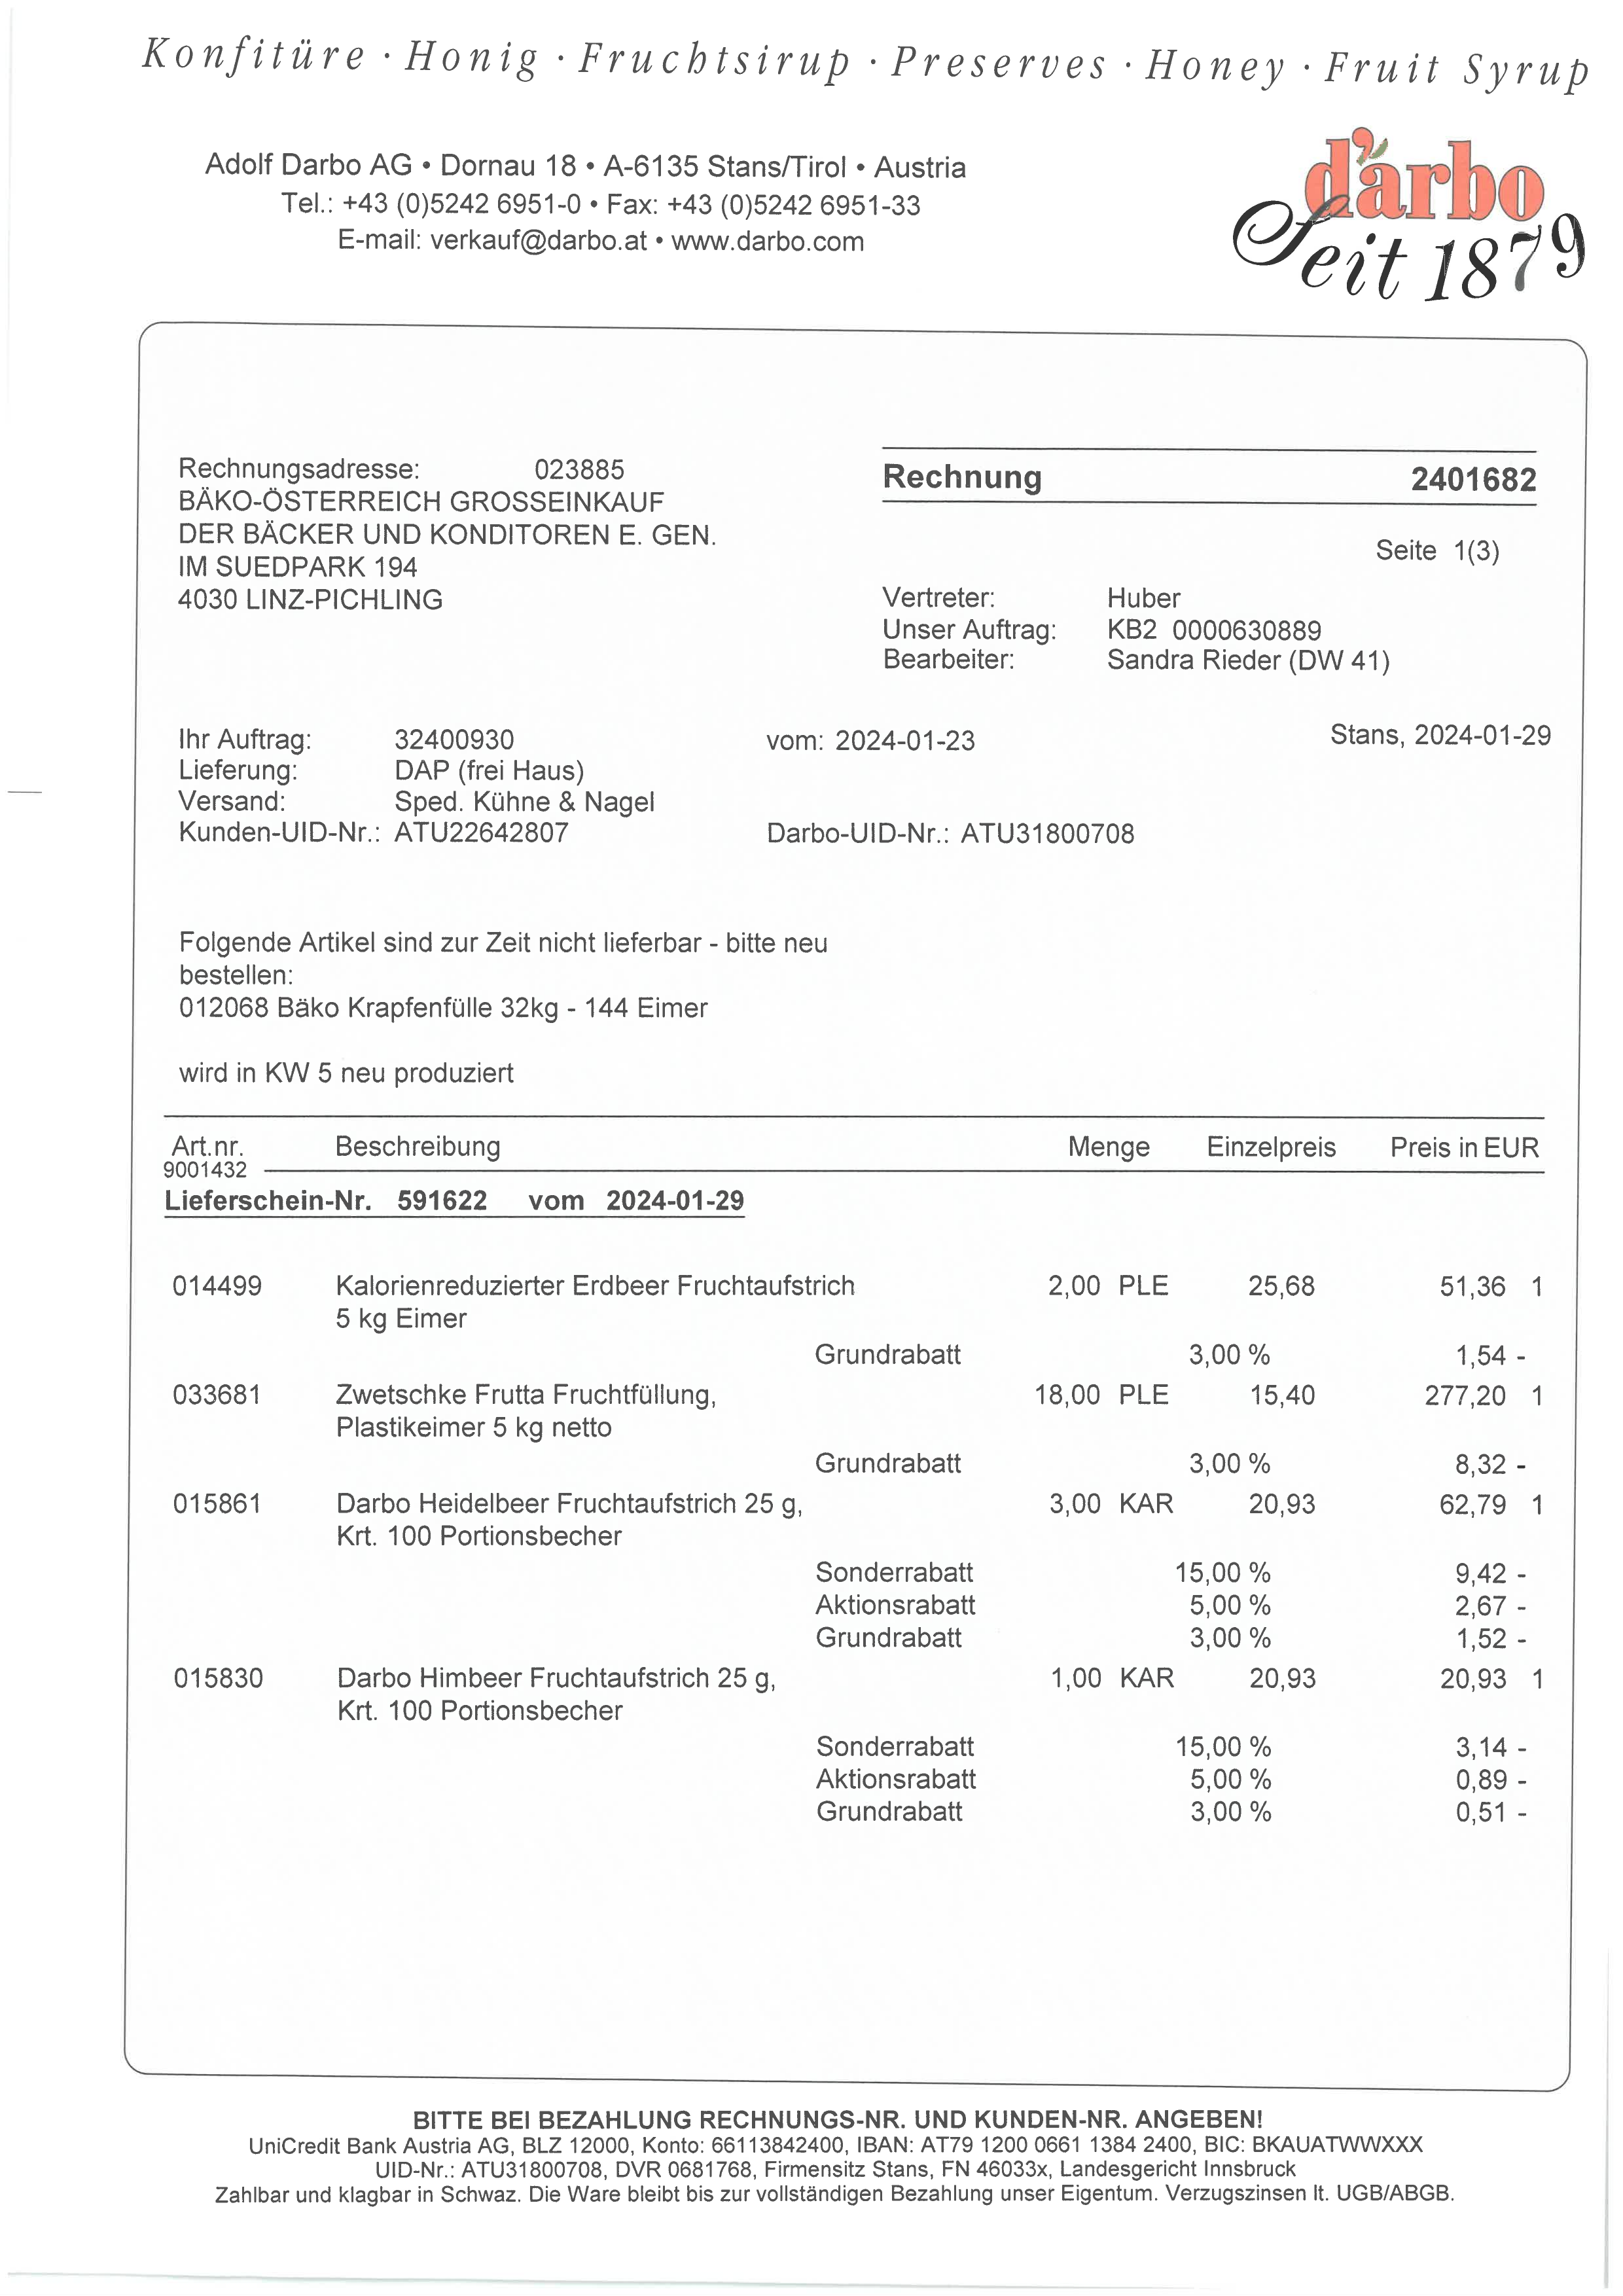 Konfitüre · Honig · Fruchtsirup · Preserves · Honey · Fruit Syrup
Adolf Darbo AG • Dornau 18 • A-6135 Stans/Tirol • Austria
Tel.: +43 (0)5242 6951-0 • Fax: +43 (0)5242 6951-33
E-mail: verkauf@darbo.at • www.darbo.com
d'arbo
Seit 1879
Rechnungsadresse: 023885
BÄKO-ÖSTERREICH GROSSEINKAUF
DER BÄCKER UND KONDITOREN E. GEN.
IM SUEDPARK 194
4030 LINZ-PICHLING
Rechnung 2401682
Seite 1(3)
Vertreter: Huber
Unser Auftrag: KB2 0000630889
Bearbeiter: Sandra Rieder (DW 41)
Ihr Auftrag: 32400930 vom: 2024-01-23 Stans, 2024-01-29
Lieferung: DAP (frei Haus)
Versand: Sped. Kühne & Nagel
Kunden-UID-Nr.: ATU22642807 Darbo-UID-Nr.: ATU31800708
Folgende Artikel sind zur Zeit nicht lieferbar - bitte neu
bestellen:
012068 Bäko Krapfenfülle 32kg - 144 Eimer
wird in KW 5 neu produziert
Art.nr. Beschreibung Menge Einzelpreis Preis in EUR
9001432
Lieferschein-Nr. 591622 vom 2024-01-29
014499 Kalorienreduzierter Erdbeer Fruchtaufstrich 2,00 PLE 25,68 51,36 1
5 kg Eimer
Grundrabatt 3,00 % 1,54 -
033681 Zwetschke Frutta Fruchtfüllung, 18,00 PLE 15,40 277,20 1
Plastikeimer 5 kg netto
Grundrabatt 3,00 % 8,32 -
015861 Darbo Heidelbeer Fruchtaufstrich 25 g, 3,00 KAR 20,93 62,79 1
Krt. 100 Portionsbecher
Sonderrabatt 15,00 % 9,42 -
Aktionsrabatt 5,00 % 2,67 -
Grundrabatt 3,00 % 1,52 -
015830 Darbo Himbeer Fruchtaufstrich 25 g, 1,00 KAR 20,93 20,93 1
Krt. 100 Portionsbecher
Sonderrabatt 15,00 % 3,14 -
Aktionsrabatt 5,00 % 0,89 -
Grundrabatt 3,00 % 0,51 -
BITTE BEI BEZAHLUNG RECHNUNGS-NR. UND KUNDEN-NR. ANGEBEN!
UniCredit Bank Austria AG, BLZ 12000, Konto: 66113842400, IBAN: AT79 1200 0661 1384 2400, BIC: BKAUATWWXXX
UID-Nr.: ATU31800708, DVR 0681768, Firmensitz Stans, FN 46033x, Landesgericht Innsbruck
Zahlbar und klagbar in Schwaz. Die Ware bleibt bis zur vollständigen Bezahlung unser Eigentum. Verzugszinsen lt. UGB/ABGB.